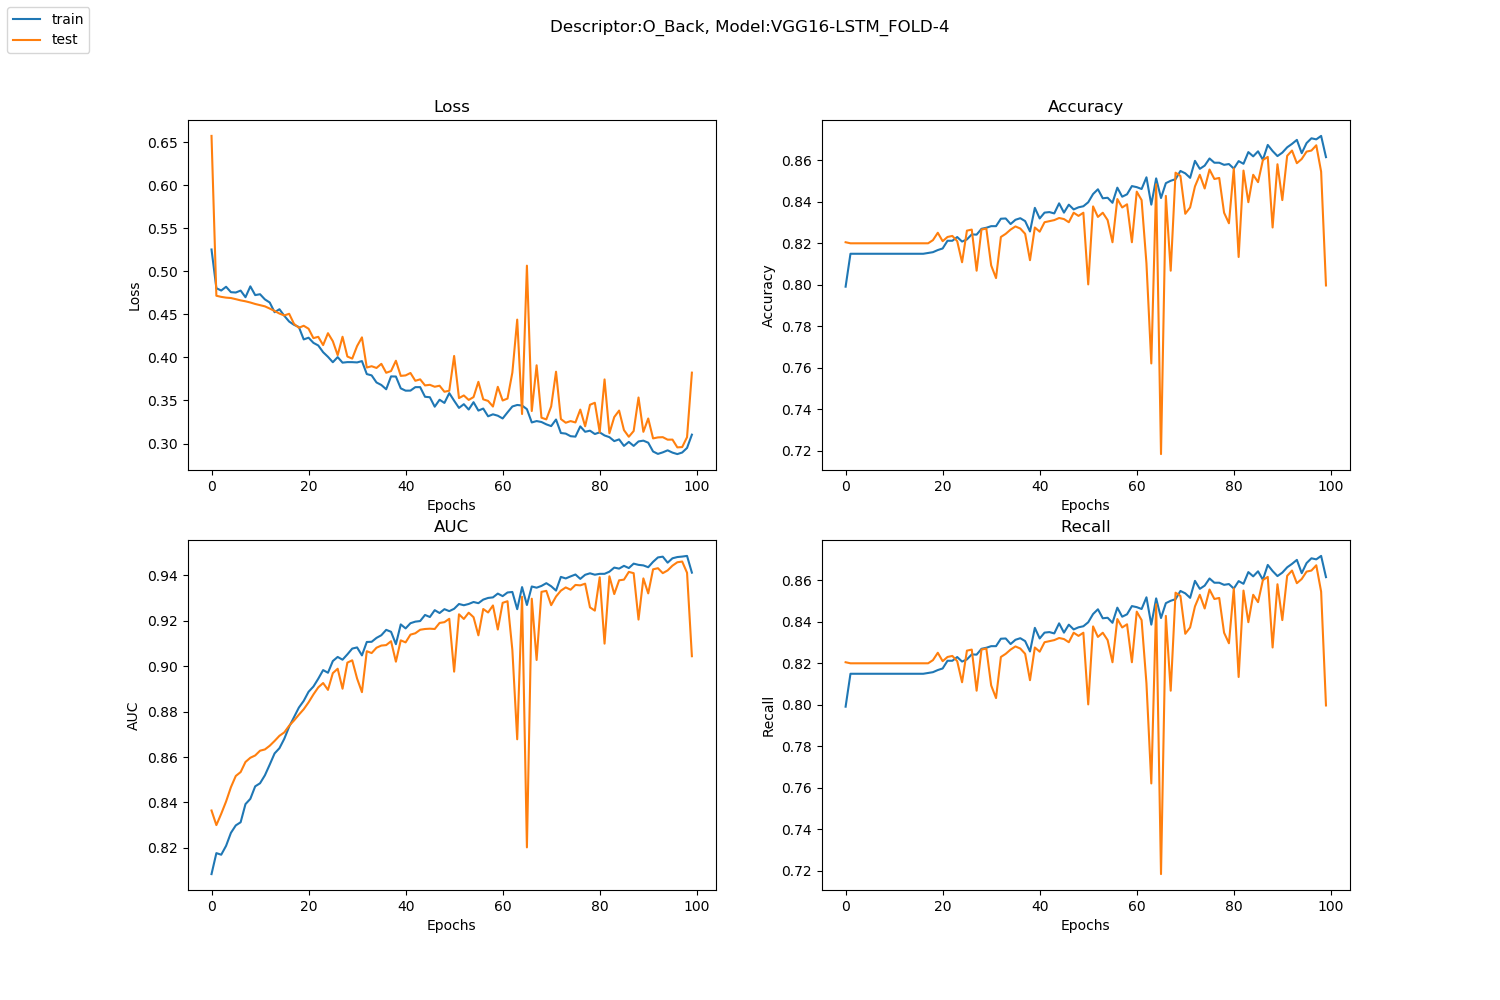 train
test
Descriptor:O_Back, Model:VGG16-LSTM_FOLD-4
Loss
0.65
0.60
0.55
0.50
0.45
0.40
0.35
0.30
Loss
0 20 40 60 80 100
Epochs
Accuracy
0.86
0.84
0.82
0.80
0.78
0.76
0.74
0.72
Accuracy
0 20 40 60 80 100
Epochs
AUC
0.94
0.92
0.90
0.88
0.86
0.84
0.82
AUC
0 20 40 60 80 100
Epochs
Recall
0.86
0.84
0.82
0.80
0.78
0.76
0.74
0.72
Recall
0 20 40 60 80 100
Epochs